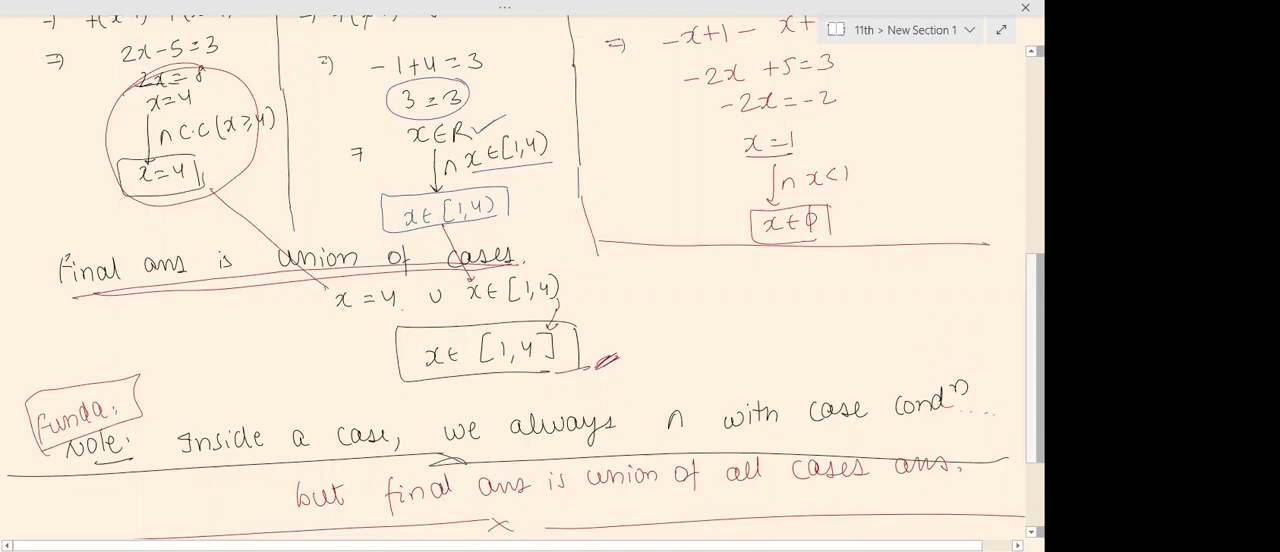 11th > New Section 1
2x-5=3
2x=8
x=4
∩ C.C (x≥4)
x=4
-1+4=3
3=3
x∈R ✓
∩ x∈[1,4)
x∈[1,4)
⇒ -x+1 - x+
-2x +5=3
-2x=-2
x=1
∩ x<1
x∈ϕ
Final ans is union of cases.
x=4 ∪ x∈[1,4)
x∈ [1,4]
Funda:
Note: Inside a case, we always ∩ with case condⁿ....
but final ans is union of all cases ans.